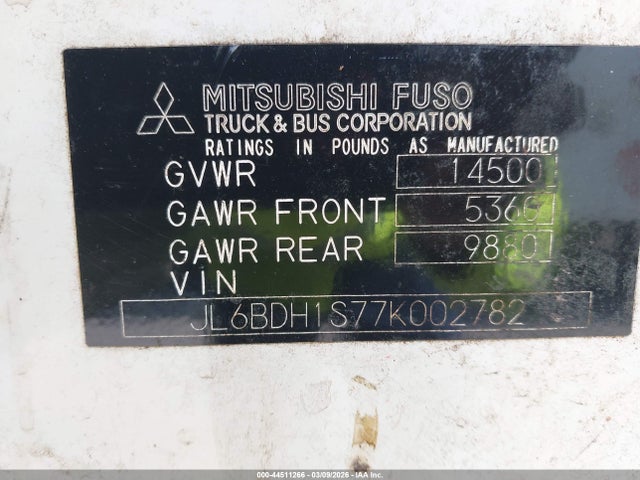 MITSUBISHI FUSO
TRUCK & BUS CORPORATION
RATINGS IN POUNDS AS MANUFACTURED
GVWR 14500
GAWR FRONT 5360
GAWR REAR 9880
VIN
JL6BDH1S77K002782
000-44511266 - 03/09/2026 - IAA Inc.